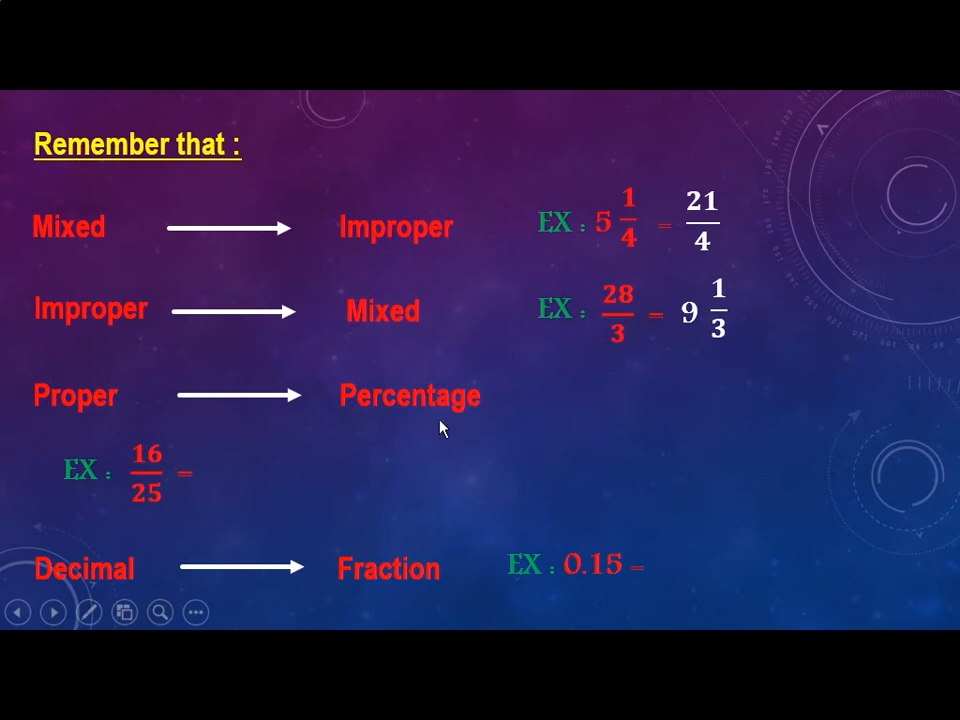 Remember that :
Mixed → Improper EX : 5 1/4 = 21/4
Improper → Mixed EX : 28/3 = 9 1/3
Proper → Percentage
EX : 16/25 =
Decimal → Fraction EX : 0.15 =